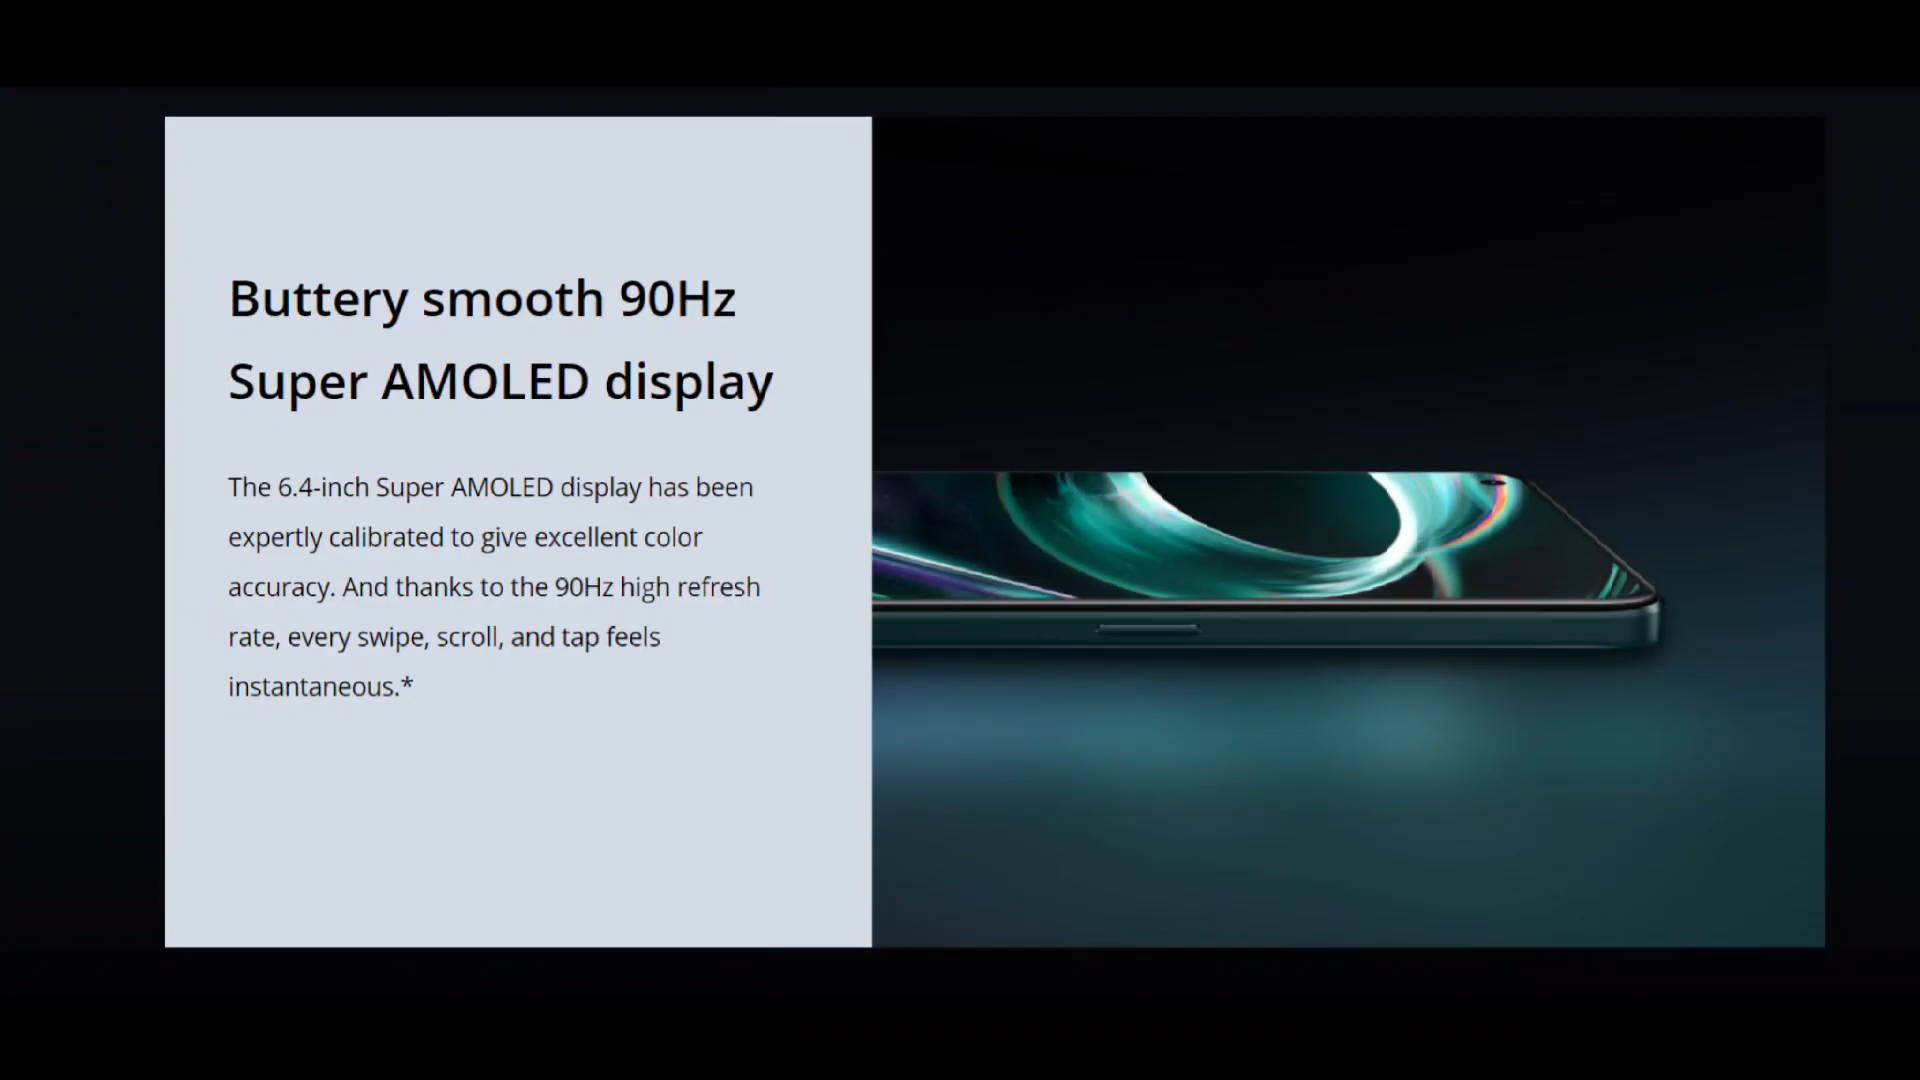 Buttery smooth 90Hz
Super AMOLED display
The 6.4-inch Super AMOLED display has been
expertly calibrated to give excellent color
accuracy. And thanks to the 90Hz high refresh
rate, every swipe, scroll, and tap feels
instantaneous.*